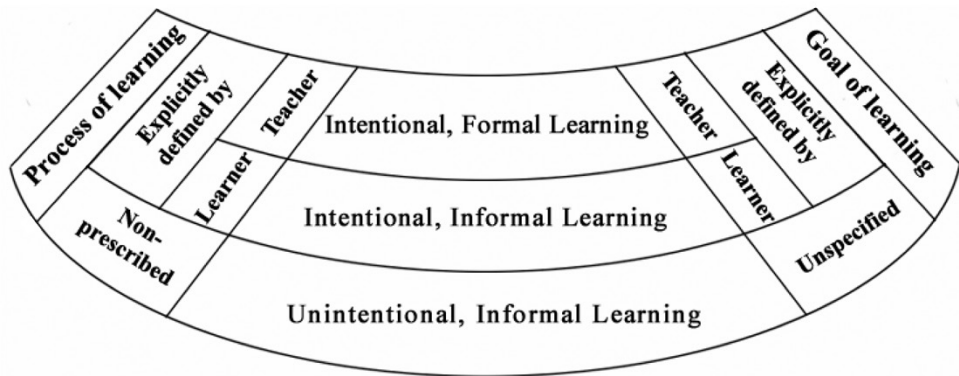 Process of learning
Explicitly
defined by
Teacher
Learner
Non-
prescribed
Intentional, Formal Learning
Intentional, Informal Learning
Unintentional, Informal Learning
Teacher
Learner
Explicitly
defined by
Unspecified
Goal of learning